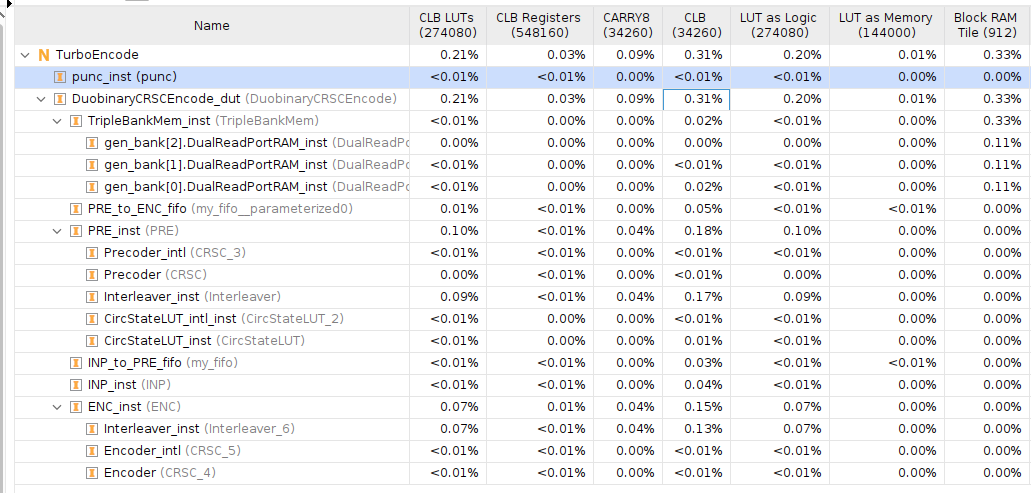 Name CLB LUTs (274080) CLB Registers (548160) CARRY8 (34260) CLB (34260) LUT as Logic (274080) LUT as Memory (144000) Block RAM Tile (912)
N TurboEncode 0.21% 0.03% 0.09% 0.31% 0.20% 0.01% 0.33%
punc_inst (punc) <0.01% <0.01% 0.00% <0.01% <0.01% 0.00% 0.00%
DuobinaryCRSCEncode_dut (DuobinaryCRSCEncode) 0.21% 0.03% 0.09% 0.31% 0.20% 0.01% 0.33%
TripleBankMem_inst (TripleBankMem) <0.01% 0.00% 0.00% 0.02% <0.01% 0.00% 0.33%
gen_bank[2].DualReadPortRAM_inst (DualReadPo 0.00% 0.00% 0.00% 0.00% 0.00% 0.00% 0.11%
gen_bank[1].DualReadPortRAM_inst (DualReadPo <0.01% 0.00% 0.00% <0.01% <0.01% 0.00% 0.11%
gen_bank[0].DualReadPortRAM_inst (DualReadPo <0.01% 0.00% 0.00% 0.02% <0.01% 0.00% 0.11%
PRE_to_ENC_fifo (my_fifo__parameterized0) 0.01% <0.01% 0.00% 0.05% <0.01% <0.01% 0.00%
PRE_inst (PRE) 0.10% <0.01% 0.04% 0.18% 0.10% 0.00% 0.00%
Precoder_intl (CRSC_3) <0.01% <0.01% 0.00% <0.01% <0.01% 0.00% 0.00%
Precoder (CRSC) 0.00% <0.01% 0.00% <0.01% 0.00% 0.00% 0.00%
Interleaver_inst (Interleaver) 0.09% <0.01% 0.04% 0.17% 0.09% 0.00% 0.00%
CircStateLUT_intl_inst (CircStateLUT_2) <0.01% 0.00% 0.00% <0.01% <0.01% 0.00% 0.00%
CircStateLUT_inst (CircStateLUT) <0.01% 0.00% 0.00% 0.01% <0.01% 0.00% 0.00%
INP_to_PRE_fifo (my_fifo) <0.01% <0.01% 0.00% 0.03% <0.01% <0.01% 0.00%
INP_inst (INP) <0.01% <0.01% 0.00% 0.04% <0.01% 0.00% 0.00%
ENC_inst (ENC) 0.07% 0.01% 0.04% 0.15% 0.07% 0.00% 0.00%
Interleaver_inst (Interleaver_6) 0.07% <0.01% 0.04% 0.13% 0.07% 0.00% 0.00%
Encoder_intl (CRSC_5) <0.01% <0.01% 0.00% <0.01% <0.01% 0.00% 0.00%
Encoder (CRSC_4) <0.01% <0.01% 0.00% <0.01% <0.01% 0.00% 0.00%